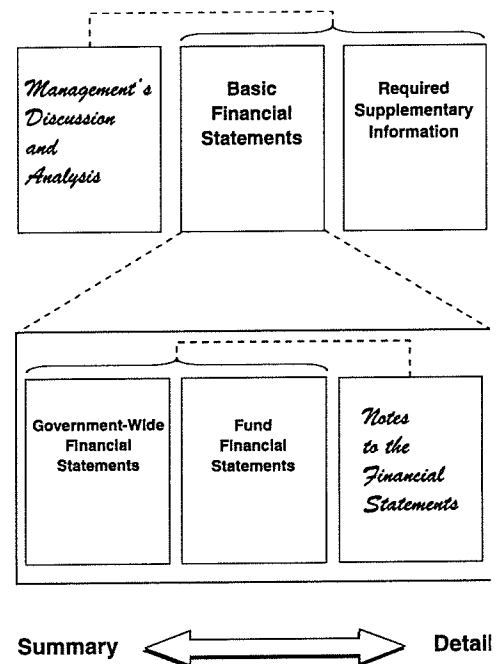 Management's
Discussion
and
Analysis
Basic
Financial
Statements
Required
Supplementary
Information
Government-Wide
Financial
Statements
Fund
Financial
Statements
Notes
to the
Financial
Statements
Summary
Detail